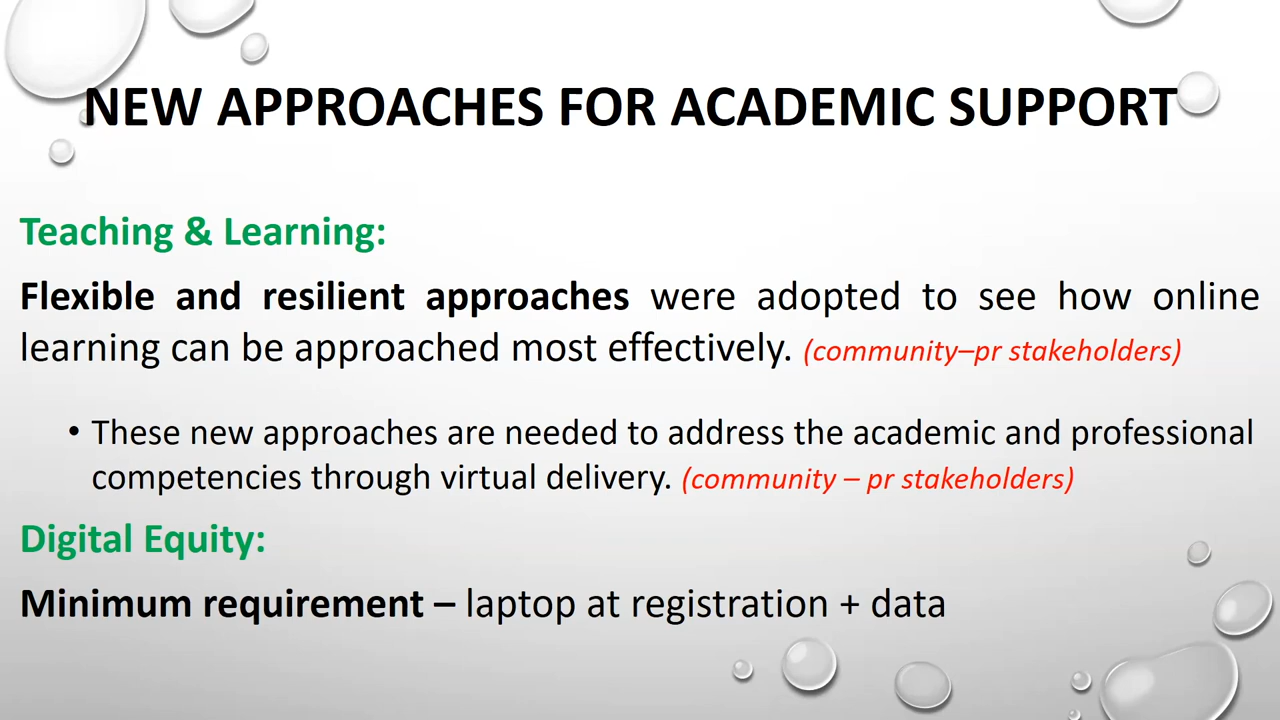 NEW APPROACHES FOR ACADEMIC SUPPORT
Teaching & Learning:
Flexible and resilient approaches were adopted to see how online
learning can be approached most effectively. (community–pr stakeholders)
• These new approaches are needed to address the academic and professional
competencies through virtual delivery. (community – pr stakeholders)
Digital Equity:
Minimum requirement – laptop at registration + data